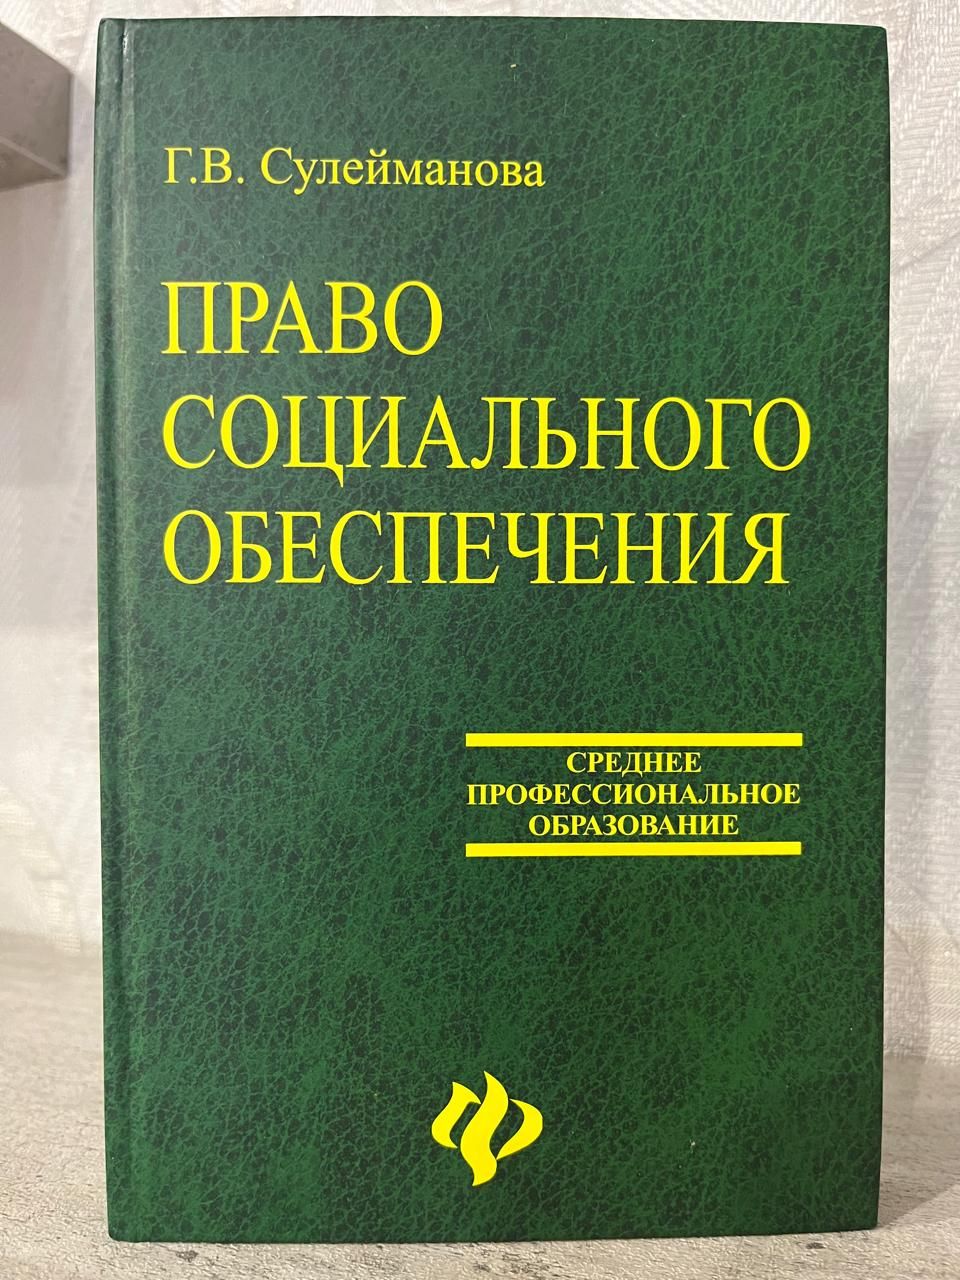 Г.В. Сулейманова
ПРАВО
СОЦИАЛЬНОГО
ОБЕСПЕЧЕНИЯ
СРЕДНЕЕ
ПРОФЕССИОНАЛЬНОЕ
ОБРАЗОВАНИЕ